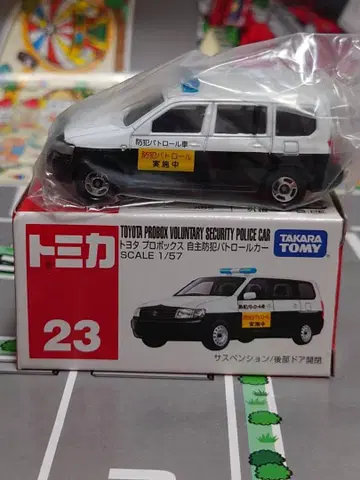 防犯パトロール車
防犯パトロール
実施中
トミカ
TOYOTA PROBOX VOLUNTARY SECURITY POLICE CAR
トヨタ プロボックス 自主防犯パトロールカー
SCALE 1/57
TAKARA
TOMY
23
防犯パトロール
実施中
サスペンション/後部ドア開閉